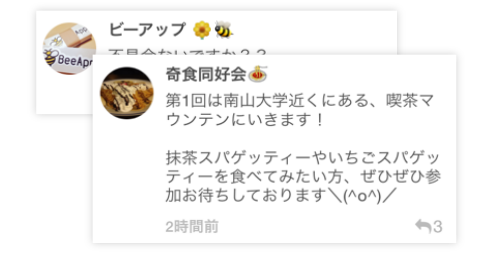 ビーアップ 🌼🐝
BeeAp
不具合ないですか??
奇食同好会🍝
第1回は南山大学近くにある、喫茶マ
ウンテンにいきます!

抹茶スパゲッティーやいちごスパゲッ
ティーを食べてみたい方、ぜひぜひ参
加お待ちしております＼(^o^)／
2時間前 3